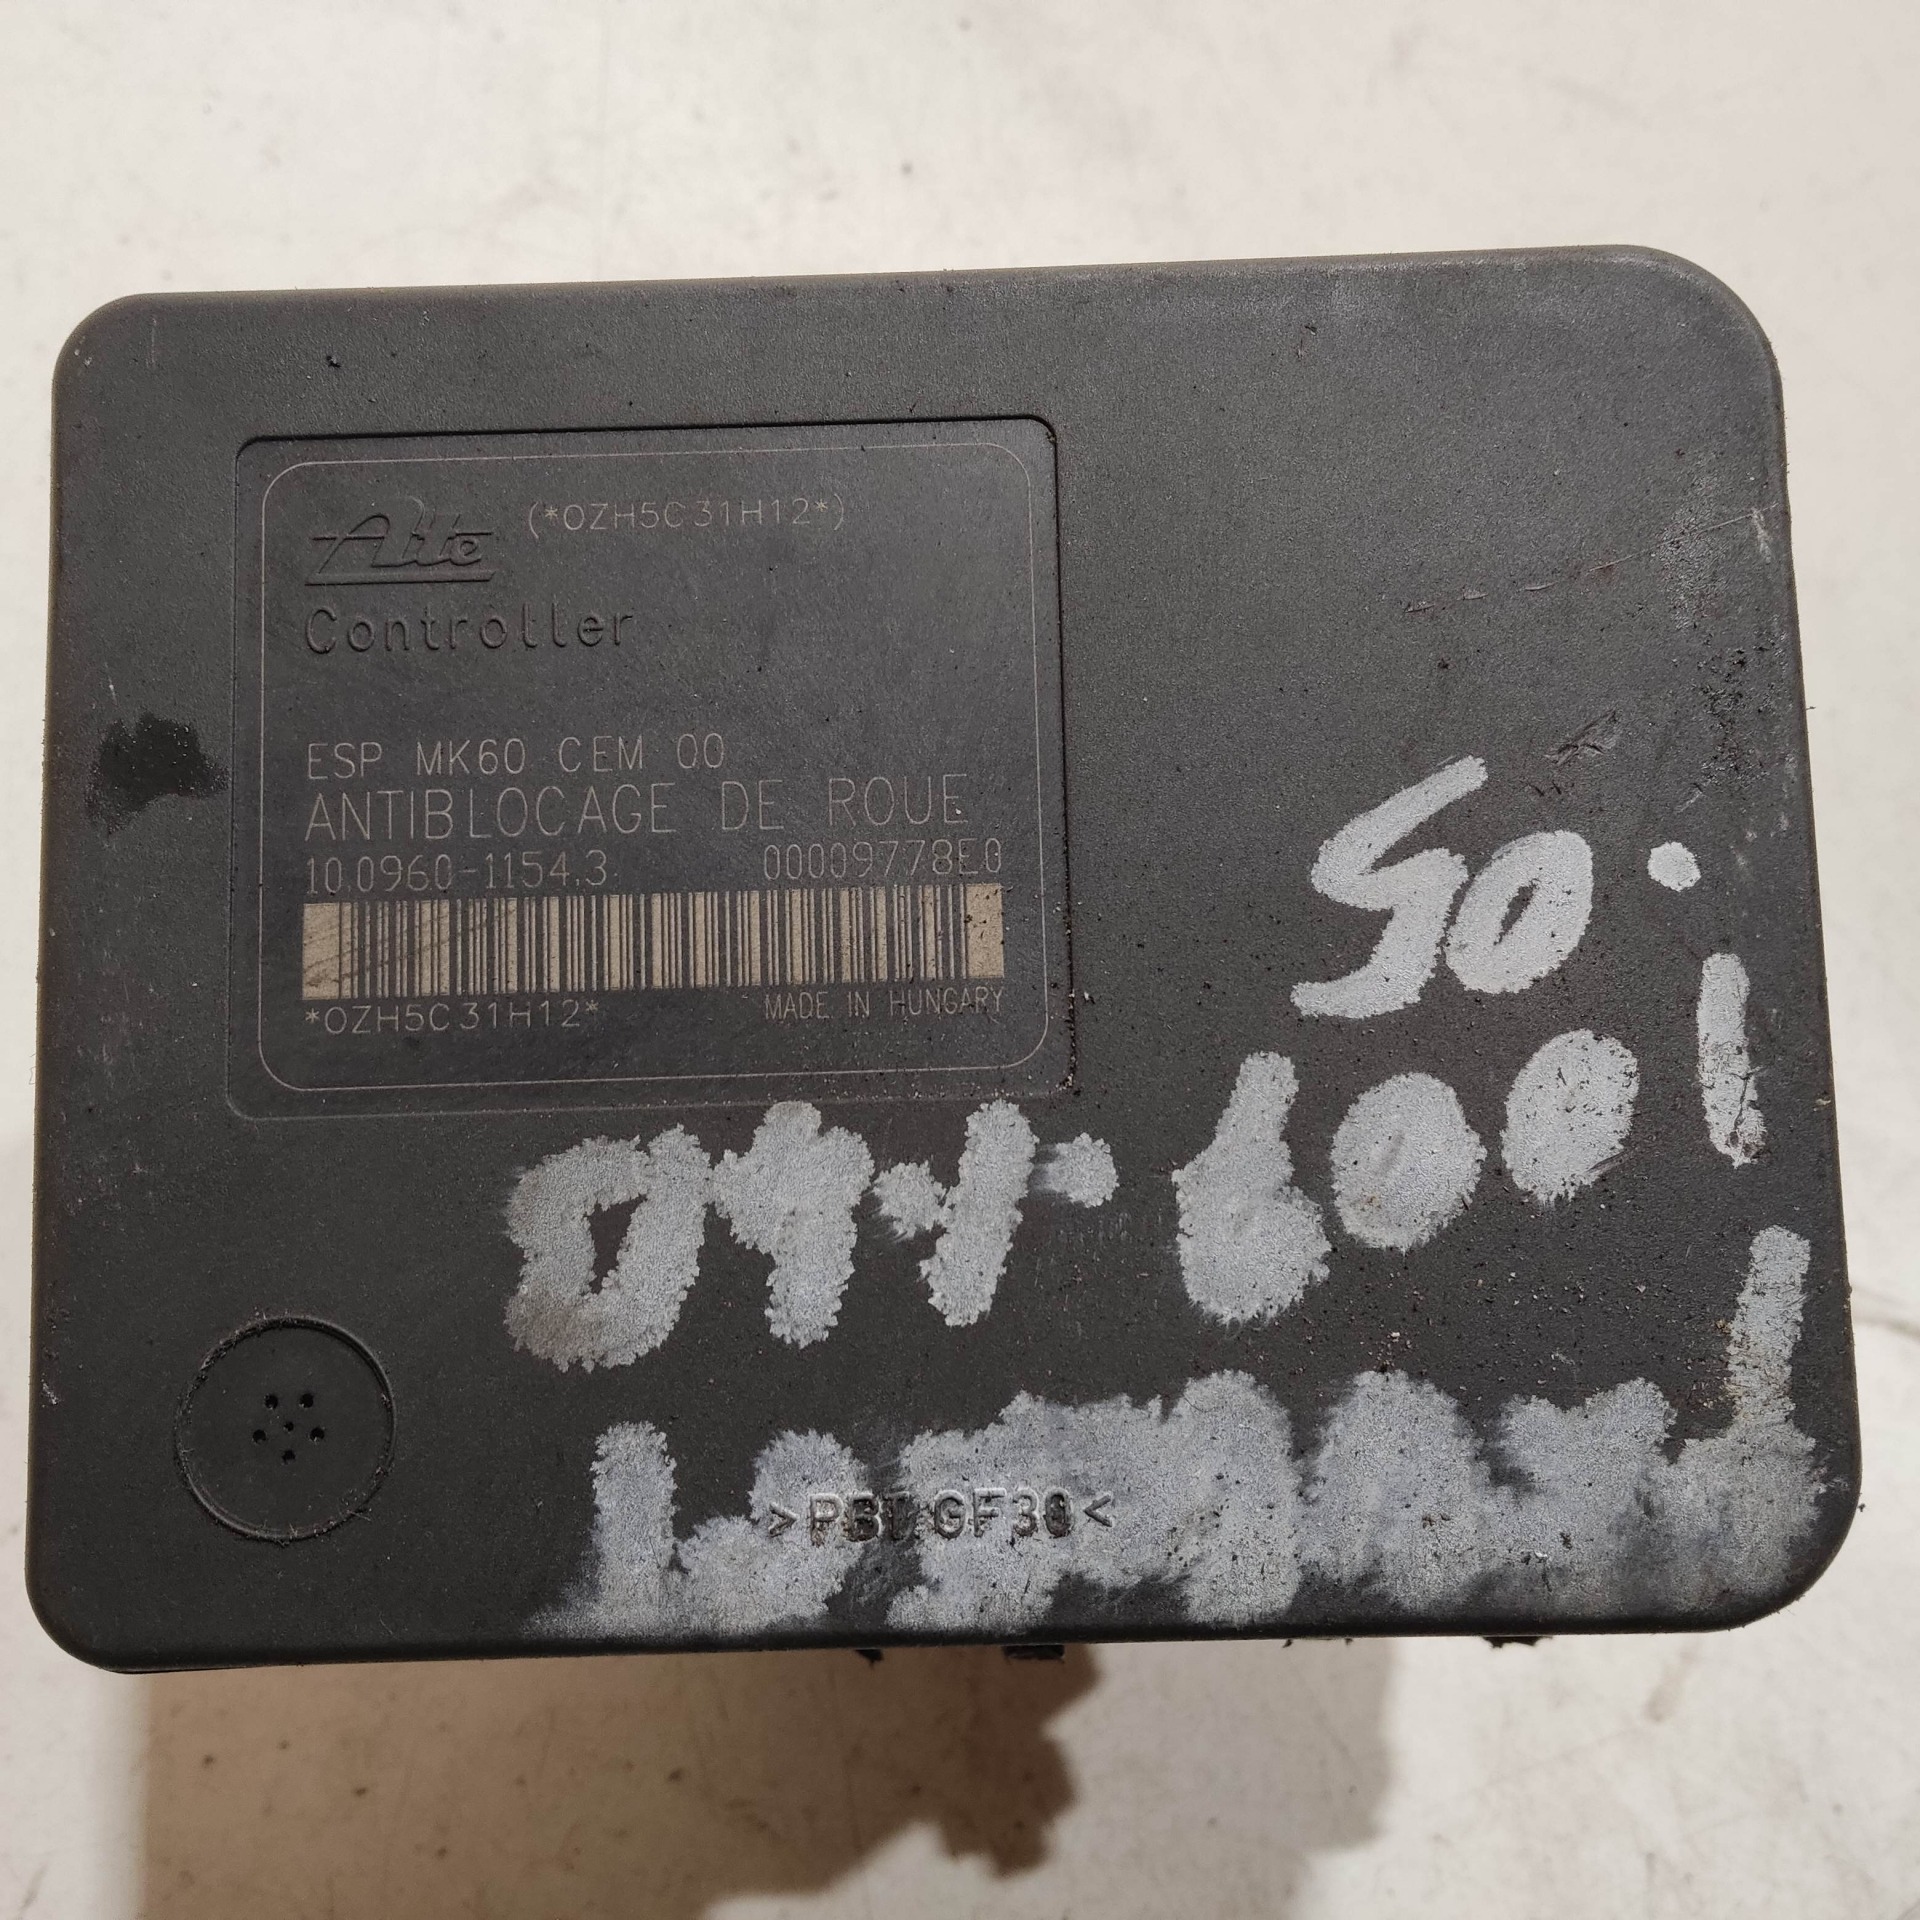 Ate (*OZH5C31H12*)
Controller
ESP MK60 CEM 00
ANTIBLOCAGE DE ROUE
10.0960-1154.3 00009778E0
*OZH5C31H12*
MADE IN HUNGARY
50.
>PBT GF30<